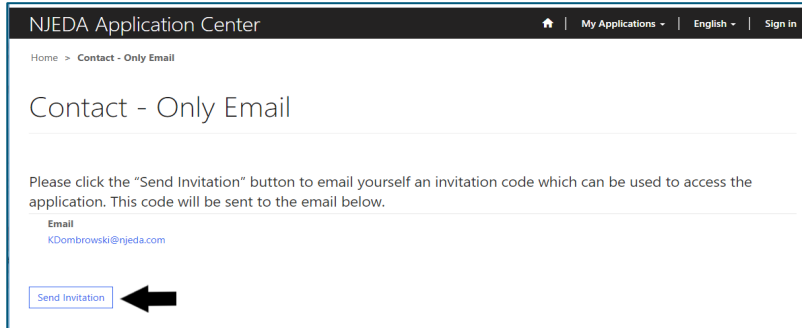 NJEDA Application Center
My Applications | English | Sign in
Home > Contact - Only Email
Contact - Only Email
Please click the “Send Invitation” button to email yourself an invitation code which can be used to access the
application. This code will be sent to the email below.
Email
KDombrowski@njeda.com
Send Invitation